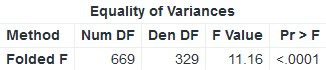 Equality of Variances
Method Num DF Den DF F Value Pr > F
Folded F 669 329 11.16 <.0001